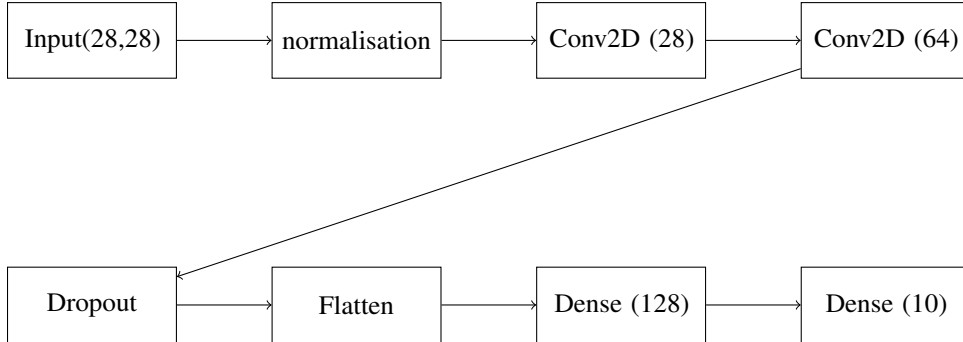 Input(28,28)
normalisation
Conv2D (28)
Conv2D (64)
Dropout
Flatten
Dense (128)
Dense (10)